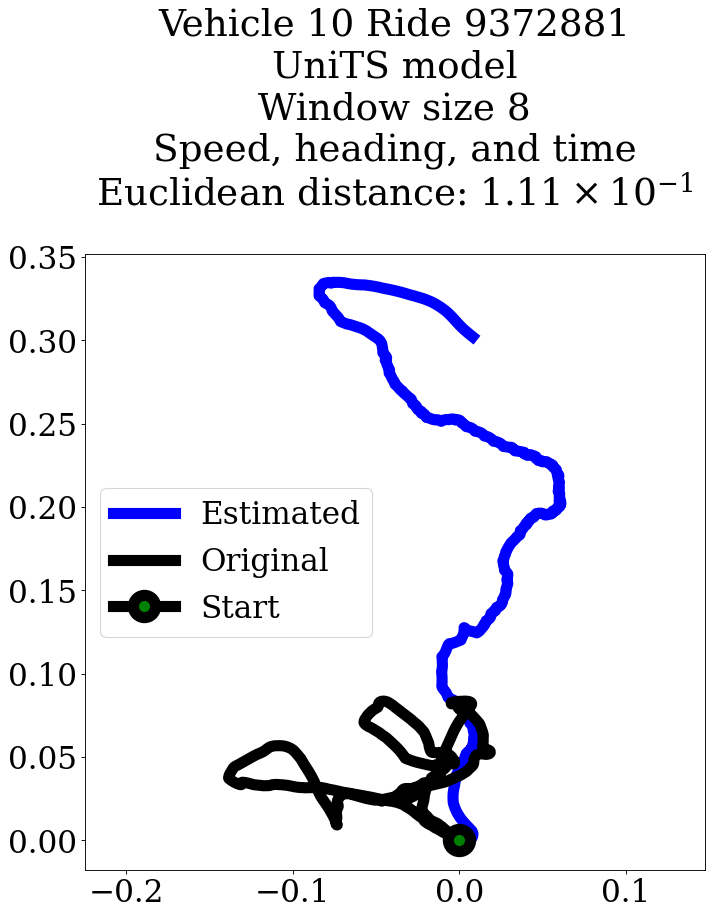 Vehicle 10 Ride 9372881
UniTS model
Window size 8
Speed, heading, and time
Euclidean distance: 1.11 × 10⁻¹
0.35
0.30
0.25
0.20
0.15
0.10
0.05
0.00
Estimated
Original
Start
−0.2
−0.1
0.0
0.1